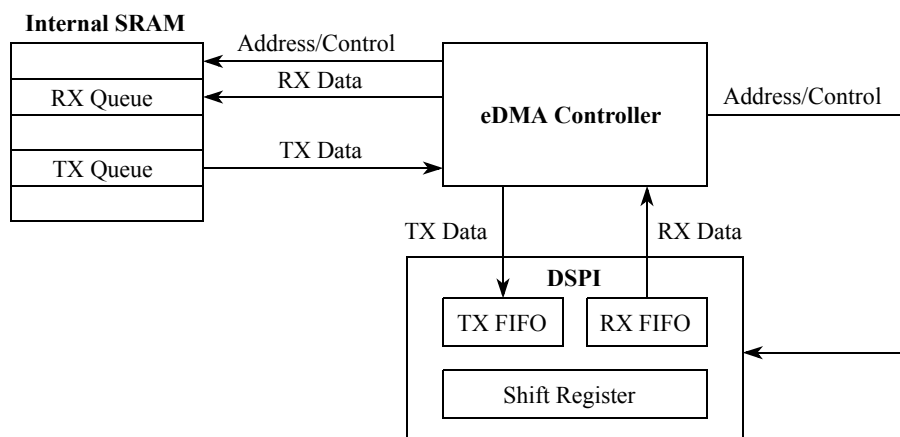 Internal SRAM
Address/Control
RX Data
RX Queue
eDMA Controller
Address/Control
TX Data
TX Queue
TX Data
RX Data
DSPI
TX FIFO
RX FIFO
Shift Register